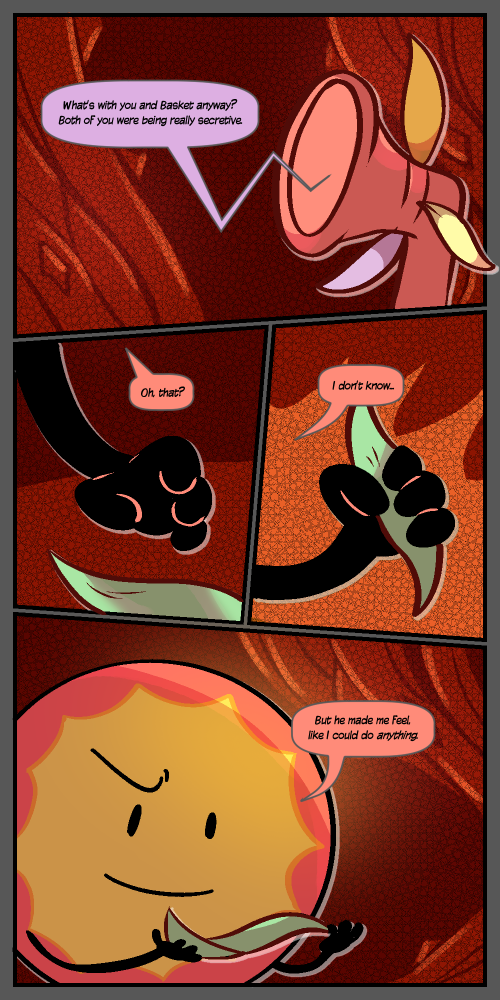 What's with you and Basket anyway?
Both of you were being really secretive.
Oh, that?
I don't know...
But he made me Feel,
like I could do anything.